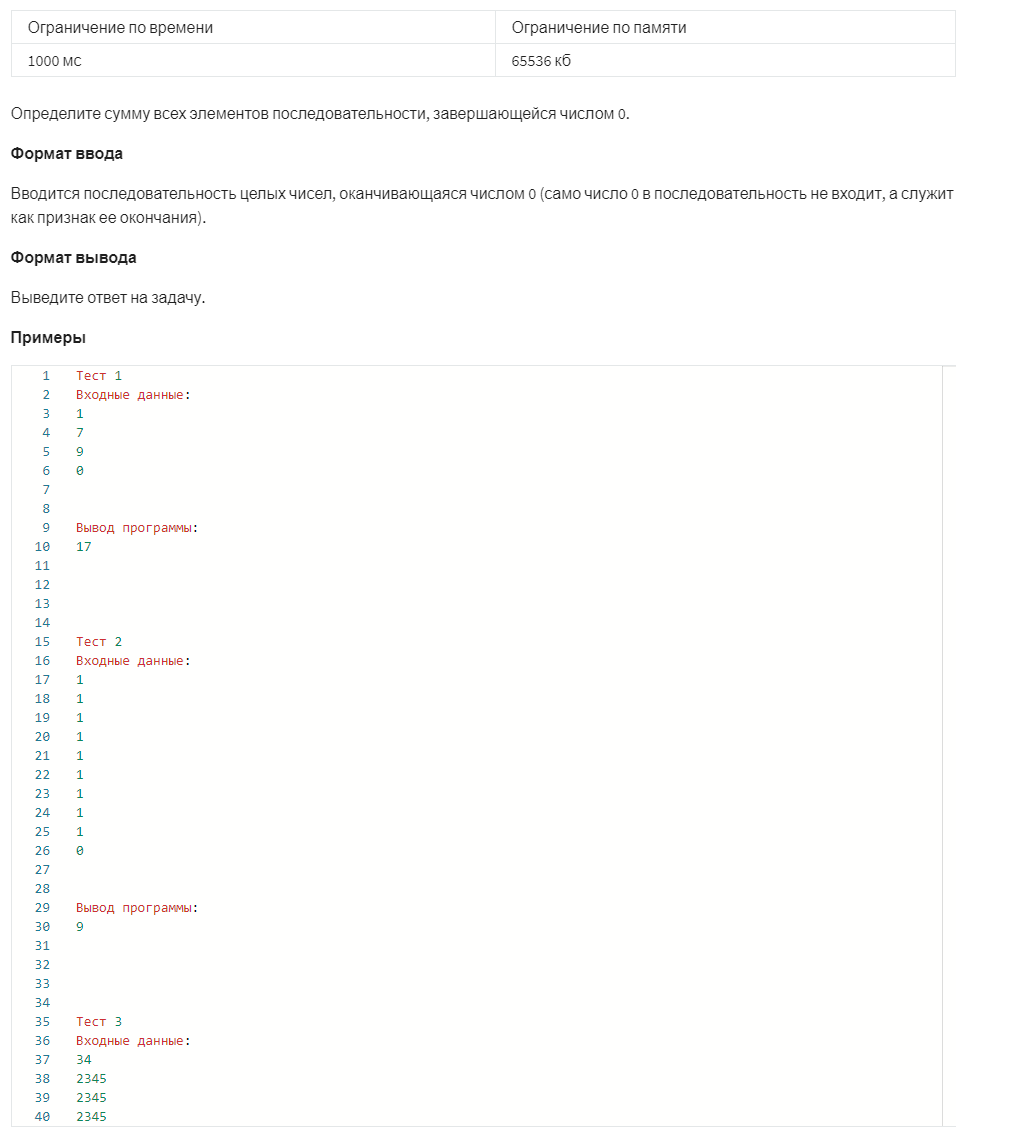 Ограничение по времени Ограничение по памяти
1000 мс 65536 кб
Определите сумму всех элементов последовательности, завершающейся числом 0.
Формат ввода
Вводится последовательность целых чисел, оканчивающаяся числом 0 (само число 0 в последовательность не входит, а служит
как признак ее окончания).
Формат вывода
Выведите ответ на задачу.
Примеры
1 Тест 1
2 Входные данные:
3 1
4 7
5 9
6 0
7
8
9 Вывод программы:
10 17
11
12
13
14
15 Тест 2
16 Входные данные:
17 1
18 1
19 1
20 1
21 1
22 1
23 1
24 1
25 1
26 0
27
28
29 Вывод программы:
30 9
31
32
33
34
35 Тест 3
36 Входные данные:
37 34
38 2345
39 2345
40 2345